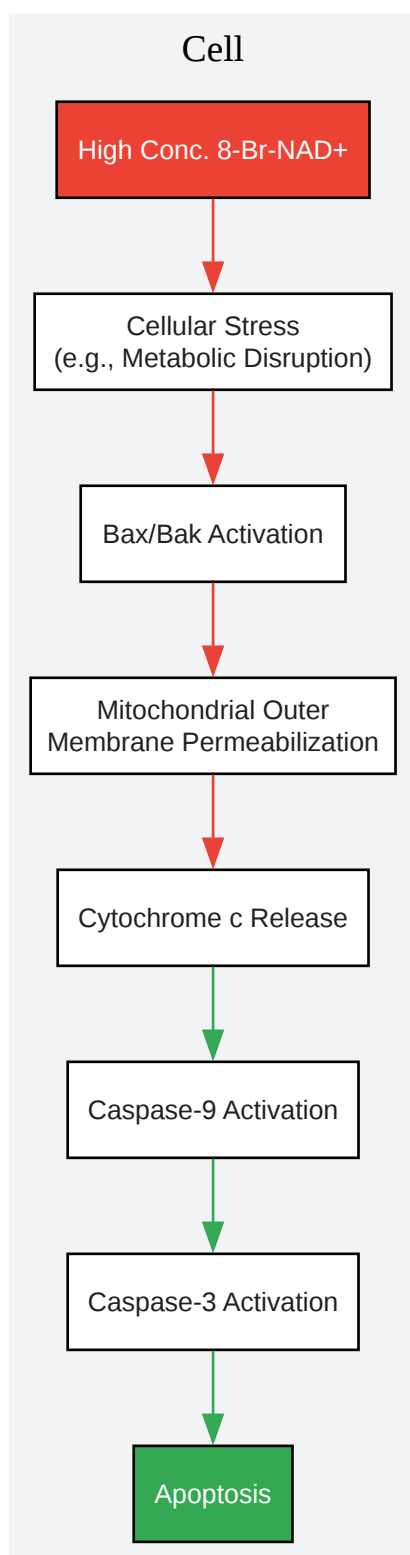 Cell
High Conc. 8-Br-NAD+
Cellular Stress
(e.g., Metabolic Disruption)
Bax/Bak Activation
Mitochondrial Outer
Membrane Permeabilization
Cytochrome c Release
Caspase-9 Activation
Caspase-3 Activation
Apoptosis